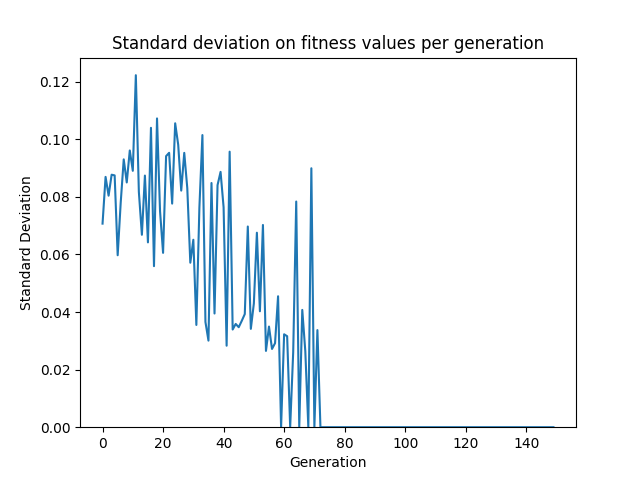 Standard deviation on fitness values per generation
0.12
0.10
0.08
0.06
0.04
0.02
0.00
Standard Deviation
0 20 40 60 80 100 120 140
Generation